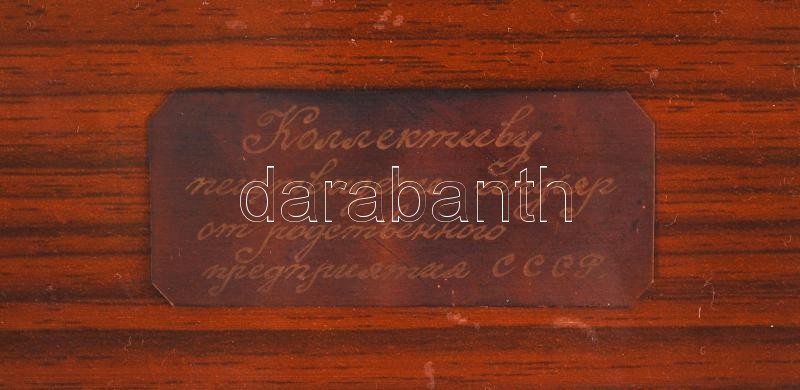 Коллективу
от родственного
предприятия СССР.
darabanth